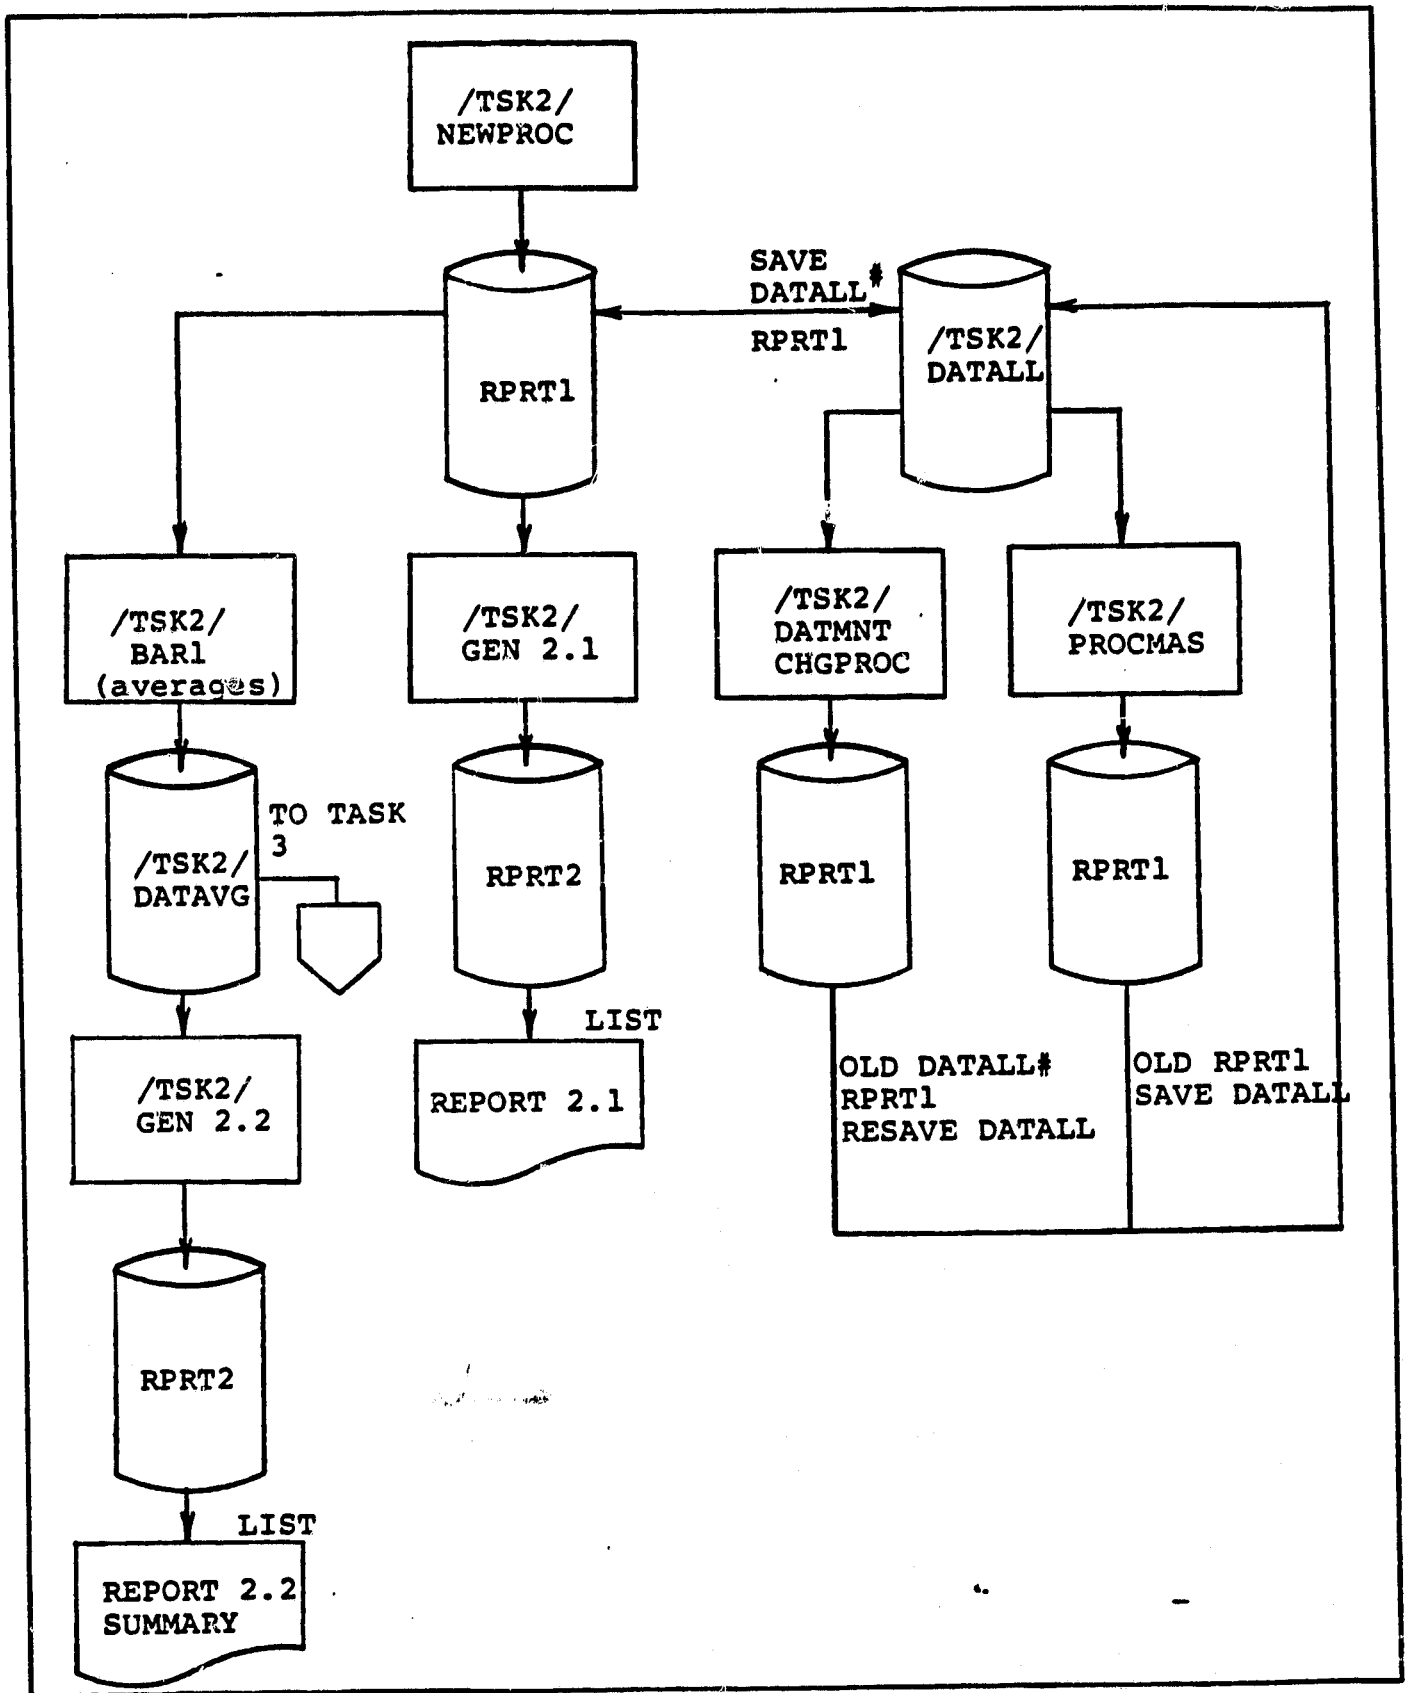 /TSK2/
NEWPROC
SAVE
DATALL#
RPRT1
RPRT1
/TSK2/
DATALL
/TSK2/
BAR1
(averages)
/TSK2/
GEN 2.1
/TSK2/
DATMNT
CHGPROC
/TSK2/
PROCMAS
TO TASK
3
/TSK2/
DATAVG
RPRT2
RPRT1
RPRT1
LIST
REPORT 2.1
OLD DATALL#
RPRT1
RESAVE DATALL
OLD RPRT1
SAVE DATALL
/TSK2/
GEN 2.2
RPRT2
LIST
REPORT 2.2
SUMMARY